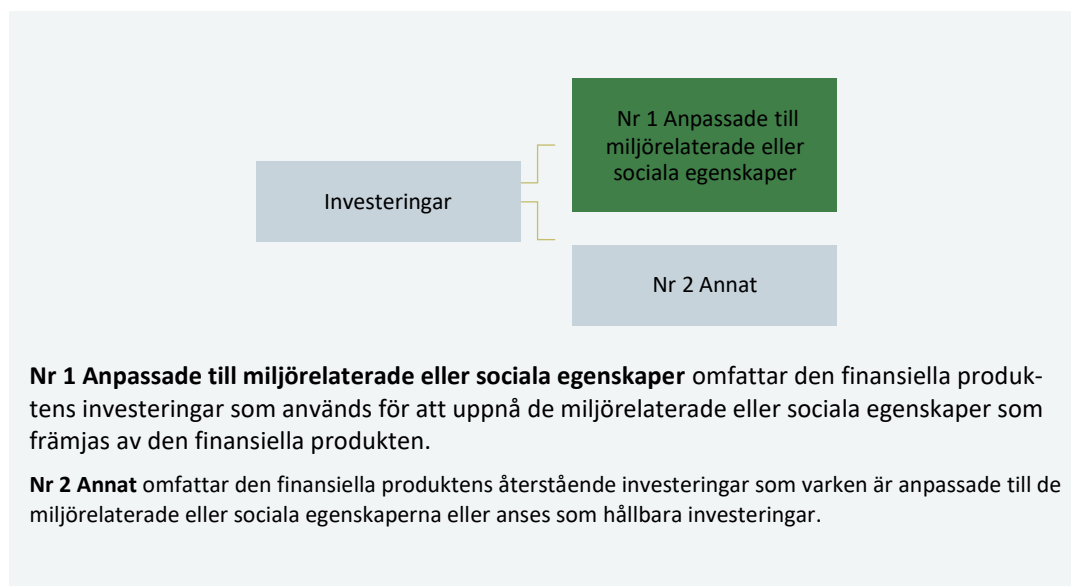 Nr 1 Anpassade till
miljörelaterade eller
sociala egenskaper
Investeringar
Nr 2 Annat
Nr 1 Anpassade till miljörelaterade eller sociala egenskaper omfattar den finansiella produk-
tens investeringar som används för att uppnå de miljörelaterade eller sociala egenskaper som
främjas av den finansiella produkten.
Nr 2 Annat omfattar den finansiella produktens återstående investeringar som varken är anpassade till de
miljörelaterade eller sociala egenskaperna eller anses som hållbara investeringar.